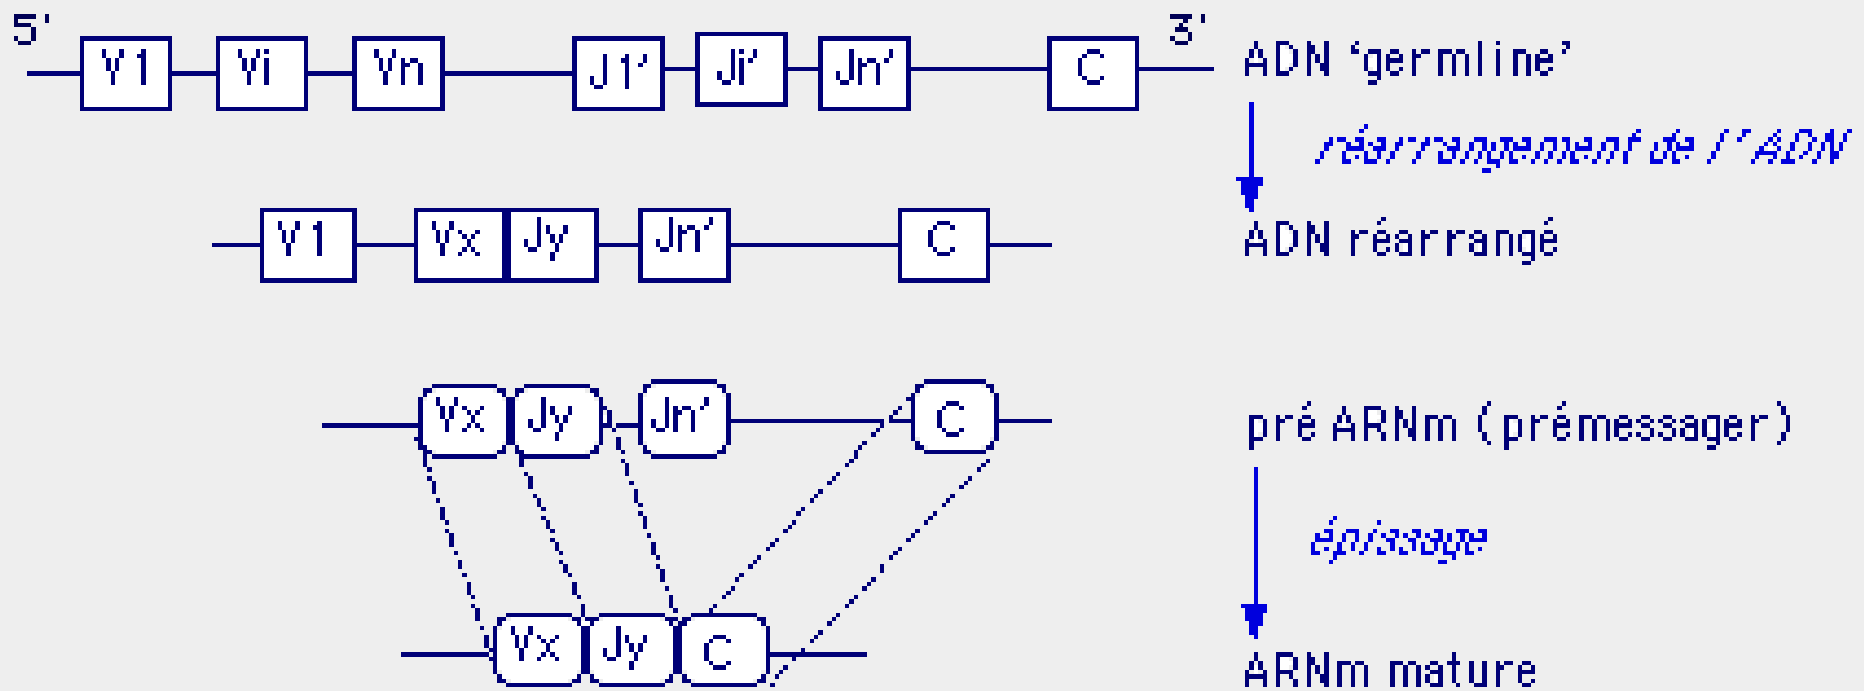 5' 3'
V1 Vi Vn J1' Ji' Jn' C ADN ‘germline’
réarrangement de l'ADN
V1 Vx Jy Jn' C ADN réarrangé
Vx Jy Jn' C pré ARNm (prémessager)
épissage
Vx Jy C ARNm mature